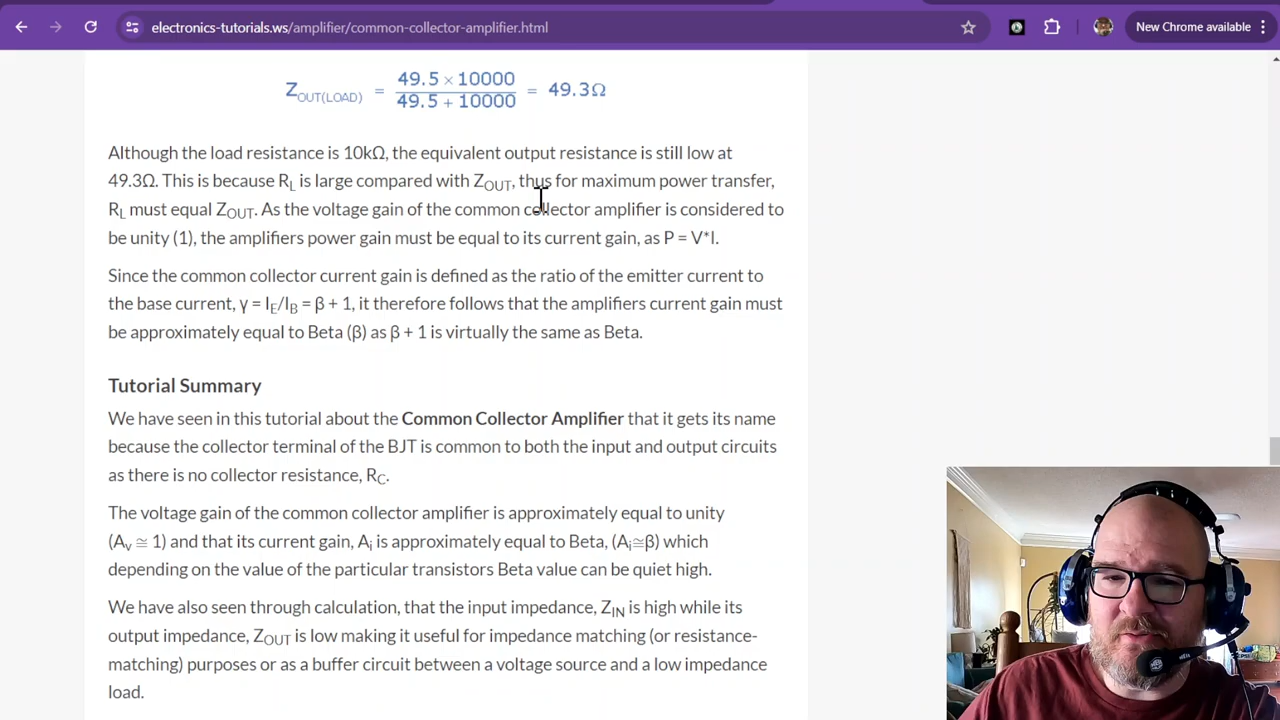 electronics-tutorials.ws/amplifier/common-collector-amplifier.html
New Chrome available
Z_OUT(LOAD) = (49.5 × 10000) / (49.5 + 10000) = 49.3Ω
Although the load resistance is 10kΩ, the equivalent output resistance is still low at
49.3Ω. This is because R_L is large compared with Z_OUT, thus for maximum power transfer,
R_L must equal Z_OUT. As the voltage gain of the common collector amplifier is considered to
be unity (1), the amplifiers power gain must be equal to its current gain, as P = V*I.
Since the common collector current gain is defined as the ratio of the emitter current to
the base current, γ = I_E/I_B = β + 1, it therefore follows that the amplifiers current gain must
be approximately equal to Beta (β) as β + 1 is virtually the same as Beta.
Tutorial Summary
We have seen in this tutorial about the Common Collector Amplifier that it gets its name
because the collector terminal of the BJT is common to both the input and output circuits
as there is no collector resistance, R_C.
The voltage gain of the common collector amplifier is approximately equal to unity
(A_v ≅ 1) and that its current gain, A_i is approximately equal to Beta, (A_i≅β) which
depending on the value of the particular transistors Beta value can be quiet high.
We have also seen through calculation, that the input impedance, Z_IN is high while its
output impedance, Z_OUT is low making it useful for impedance matching (or resistance-
matching) purposes or as a buffer circuit between a voltage source and a low impedance
load.